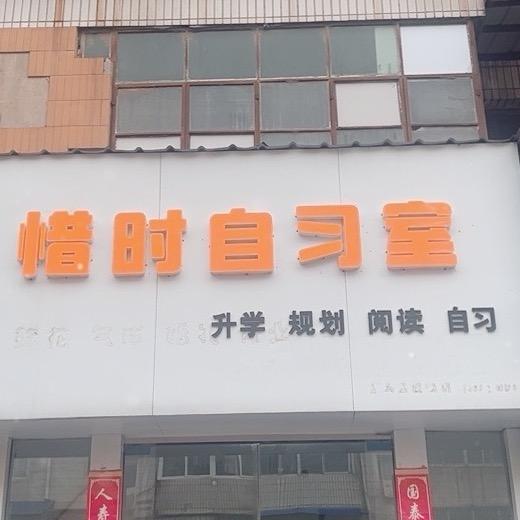 惜时自习室
升学 规划 阅读 自习
人寿
国泰